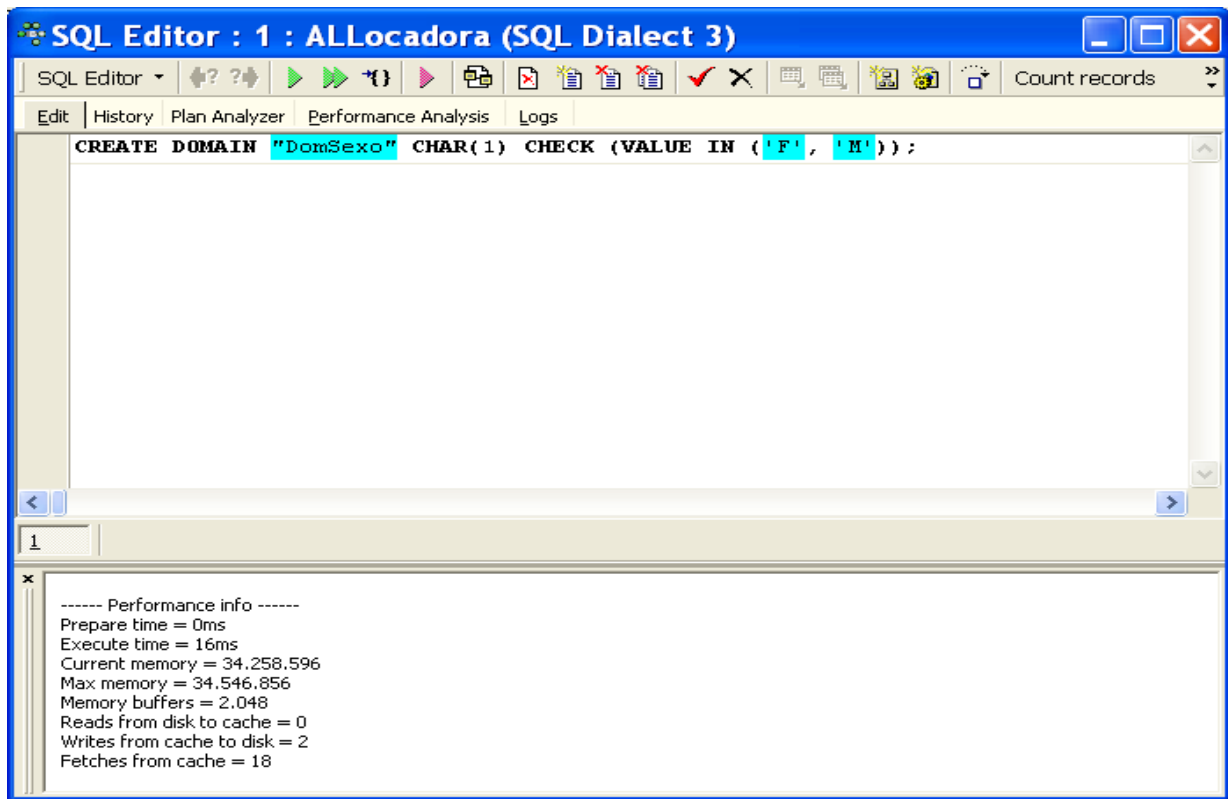 SQL Editor : 1 : ALLocadora (SQL Dialect 3)
SQL Editor Count records
Edit History Plan Analyzer Performance Analysis Logs
CREATE DOMAIN "DomSexo" CHAR(1) CHECK (VALUE IN ('F', 'M'));
1
------ Performance info ------
Prepare time = 0ms
Execute time = 16ms
Current memory = 34.258.596
Max memory = 34.546.856
Memory buffers = 2.048
Reads from disk to cache = 0
Writes from cache to disk = 2
Fetches from cache = 18